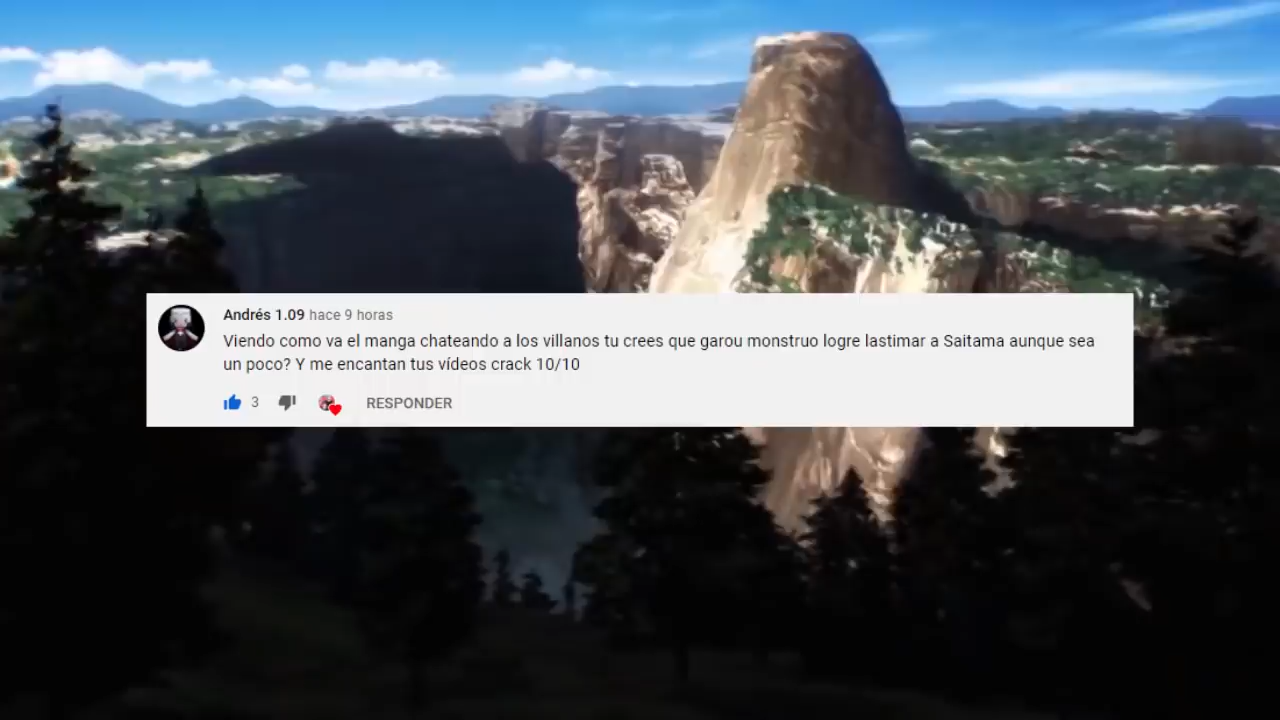 Andrés 1.09 hace 9 horas
Viendo como va el manga chateando a los villanos tu crees que garou monstruo logre lastimar a Saitama aunque sea
un poco? Y me encantan tus vídeos crack 10/10
3 RESPONDER